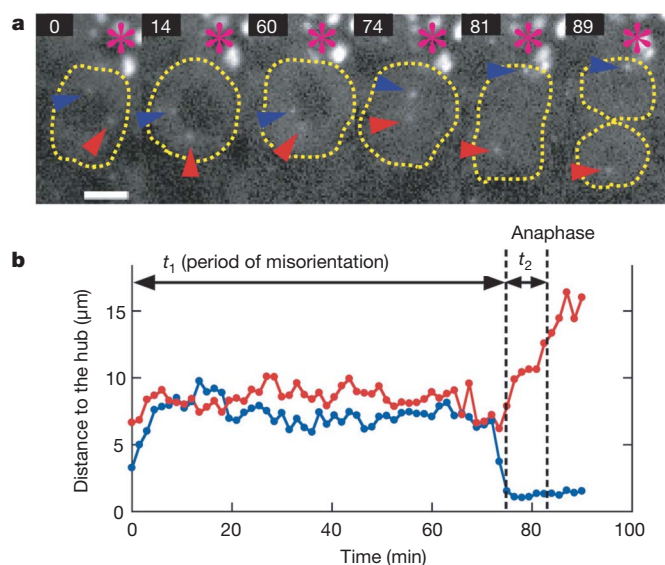 a
0 14 60 74 81 89
b
Anaphase
t1 (period of misorientation)
t2
Distance to the hub (μm)
15
10
5
0
0 20 40 60 80 100
Time (min)